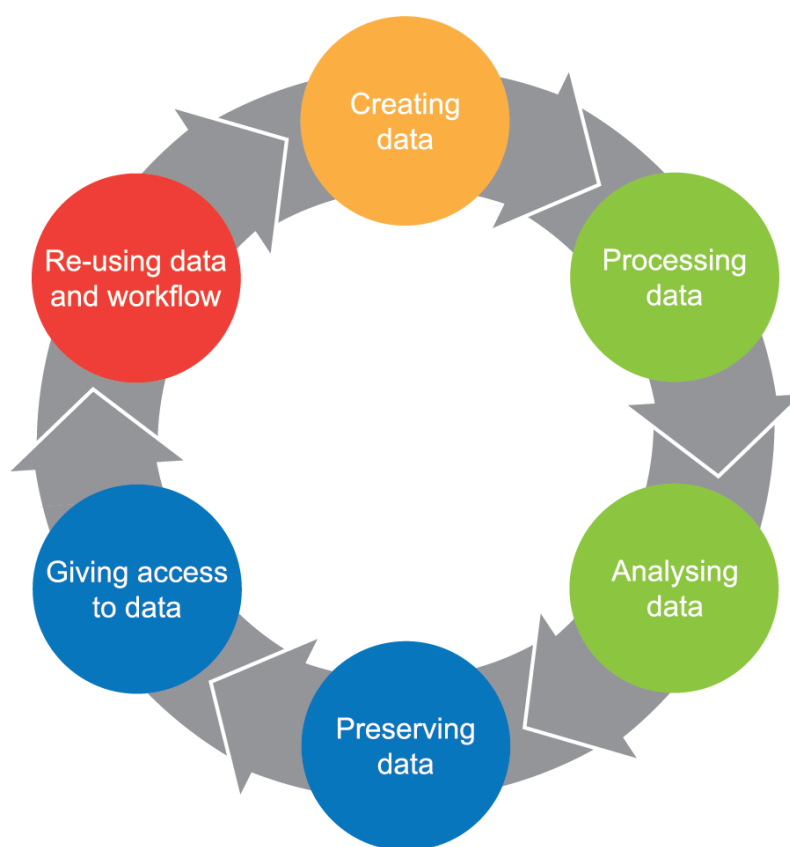 Creating
data
Processing
data
Analysing
data
Preserving
data
Giving access
to data
Re-using data
and workflow